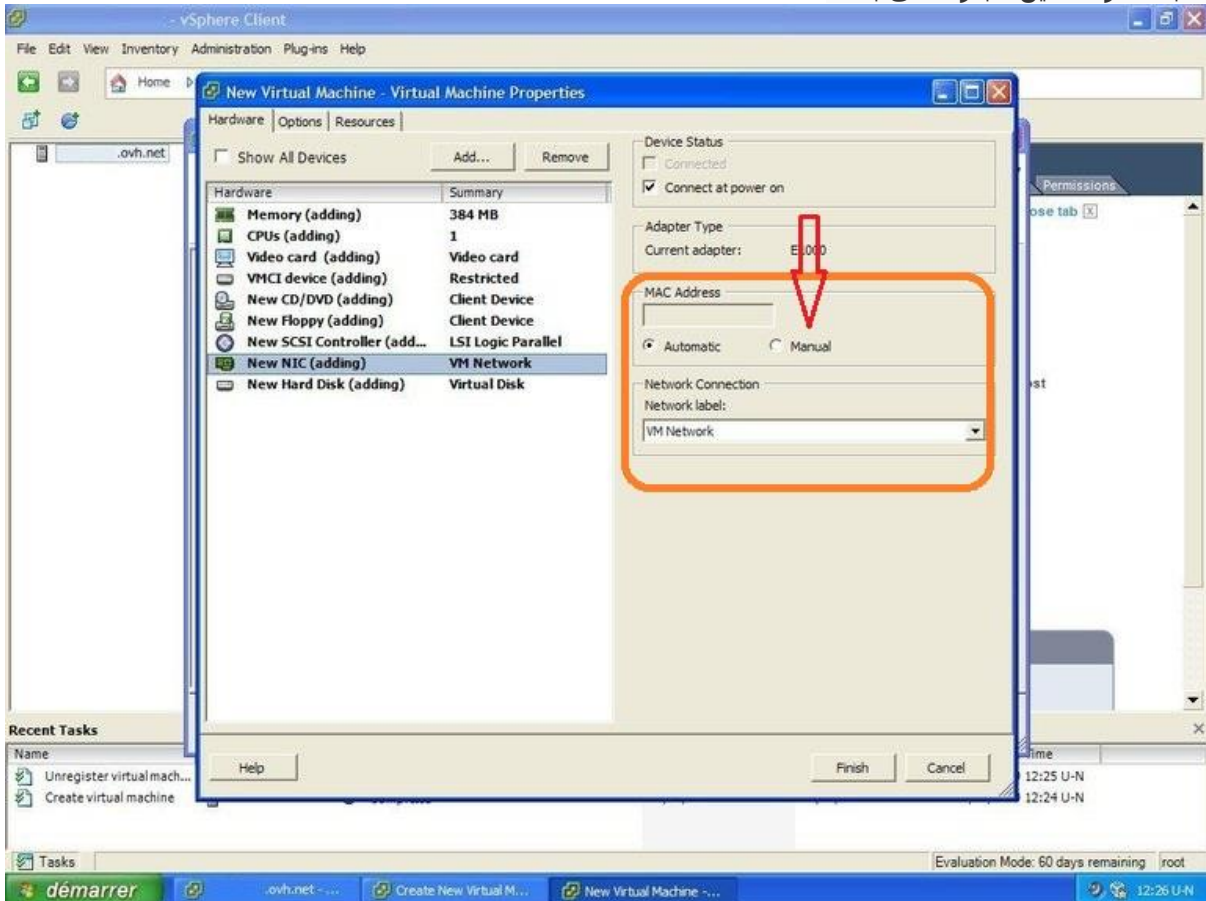 - vSphere Client
File Edit View Inventory Administration Plug-ins Help
Home
New Virtual Machine - Virtual Machine Properties
Hardware Options Resources
.ovh.net
Show All Devices
Add... Remove
Hardware Summary
Memory (adding) 384 MB
CPUs (adding) 1
Video card (adding) Video card
VMCI device (adding) Restricted
New CD/DVD (adding) Client Device
New Floppy (adding) Client Device
New SCSI Controller (add... LSI Logic Parallel
New NIC (adding) VM Network
New Hard Disk (adding) Virtual Disk
Device Status
Connected
Connect at power on
Adapter Type
Current adapter:
MAC Address
Automatic Manual
Network Connection
Network label:
VM Network
Permissions
ose tab
Help Finish Cancel
Recent Tasks
Name
Unregister virtual mach... 12:25 U-N
Create virtual machine 12:24 U-N
Tasks
Evaluation Mode: 60 days remaining root
démarrer
.ovh.net - ...
Create New Virtual M...
New Virtual Machine -...
12:26 U-N